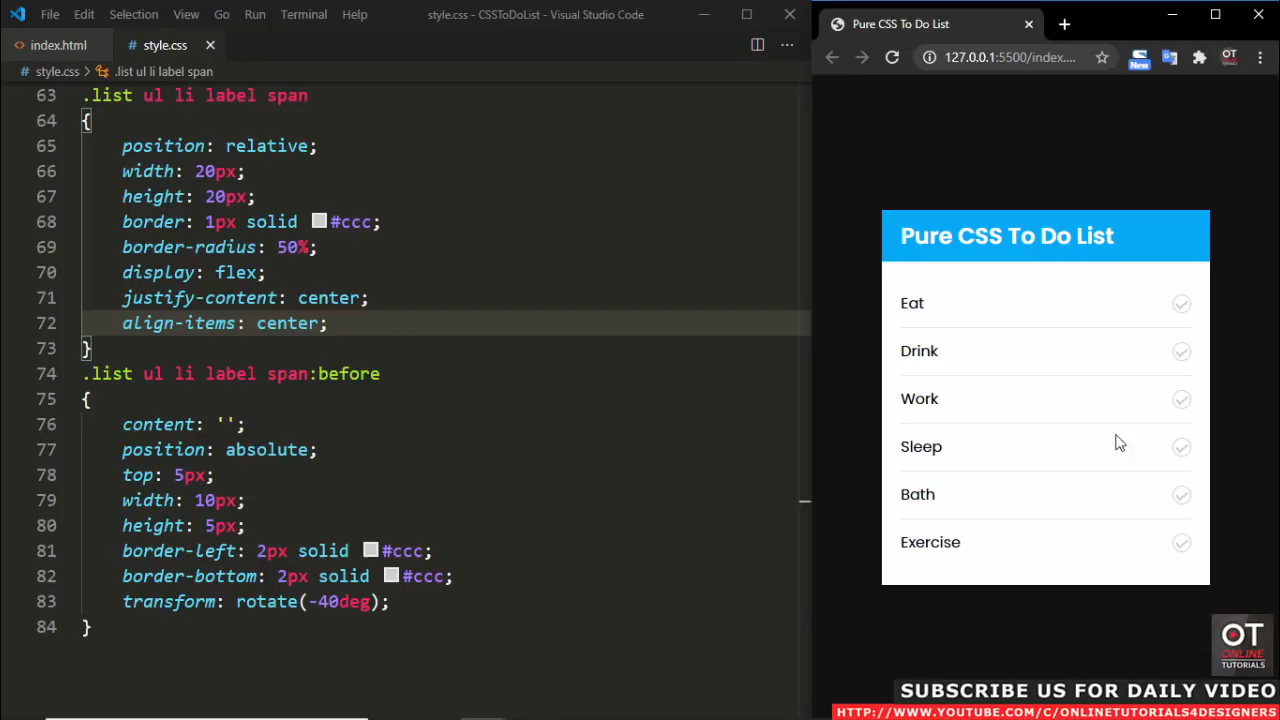 File Edit Selection View Go Run Terminal Help style.css - CSSToDoList - Visual Studio Code
index.html # style.css
# style.css > .list ul li label span
63 .list ul li label span
64 {
65 position: relative;
66 width: 20px;
67 height: 20px;
68 border: 1px solid #ccc;
69 border-radius: 50%;
70 display: flex;
71 justify-content: center;
72 align-items: center;
73 }
74 .list ul li label span:before
75 {
76 content: '';
77 position: absolute;
78 top: 5px;
79 width: 10px;
80 height: 5px;
81 border-left: 2px solid #ccc;
82 border-bottom: 2px solid #ccc;
83 transform: rotate(-40deg);
84 }
Pure CSS To Do List
127.0.0.1:5500/index....
New
OT
Pure CSS To Do List
Eat
Drink
Work
Sleep
Bath
Exercise
OT
ONLINE
TUTORIALS
SUBSCRIBE US FOR DAILY VIDEO
HTTP://WWW.YOUTUBE.COM/C/ONLINETUTORIALS4DESIGNERS